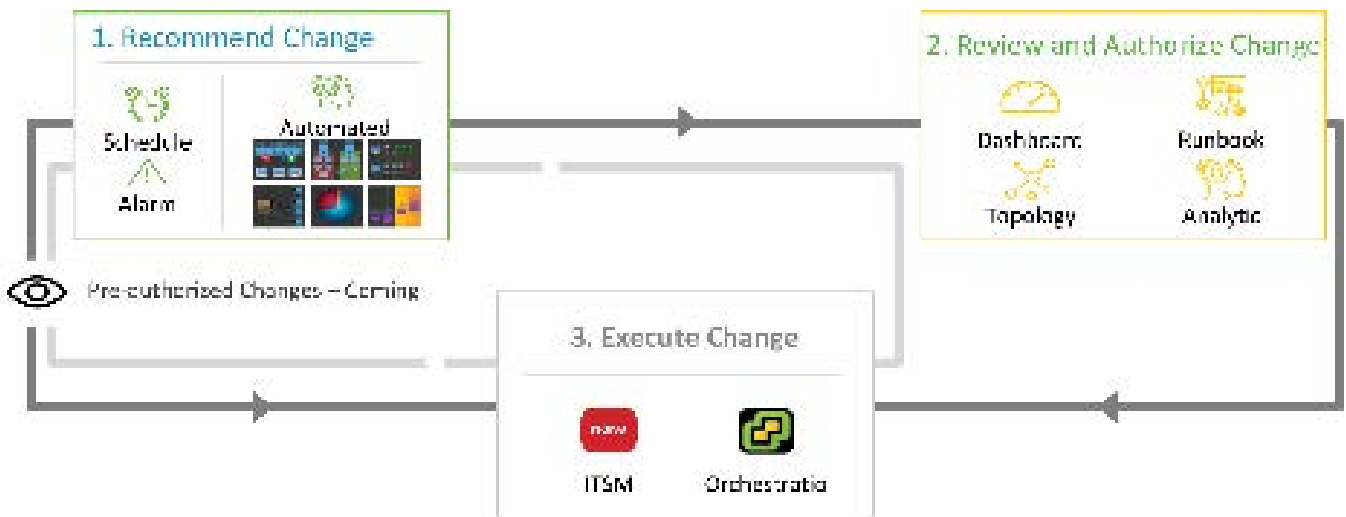 1. Recommend Change
2. Review and Authorize Change
Schedule
Automated
Alarm
Dashboard
Runbook
Topology
Analytic
Pre-authorized Changes – Coming
3. Execute Change
now
ITSM
Orchestratio